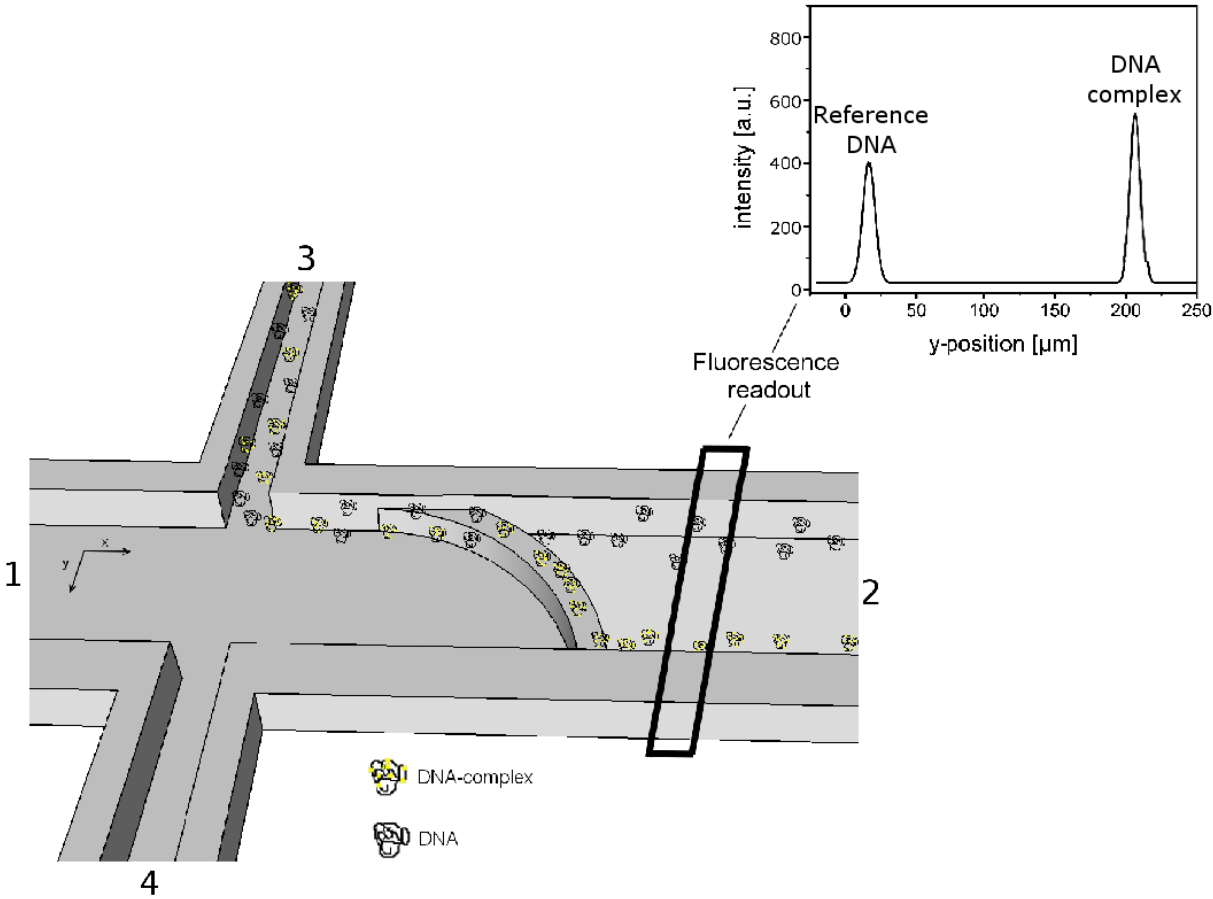 800
600
400
200
0
intensity [a.u.]
Reference
DNA
DNA
complex
0
50
100
150
200
250
y-position [µm]
Fluorescence
readout
3
1
x
y
2
DNA-complex
DNA
4